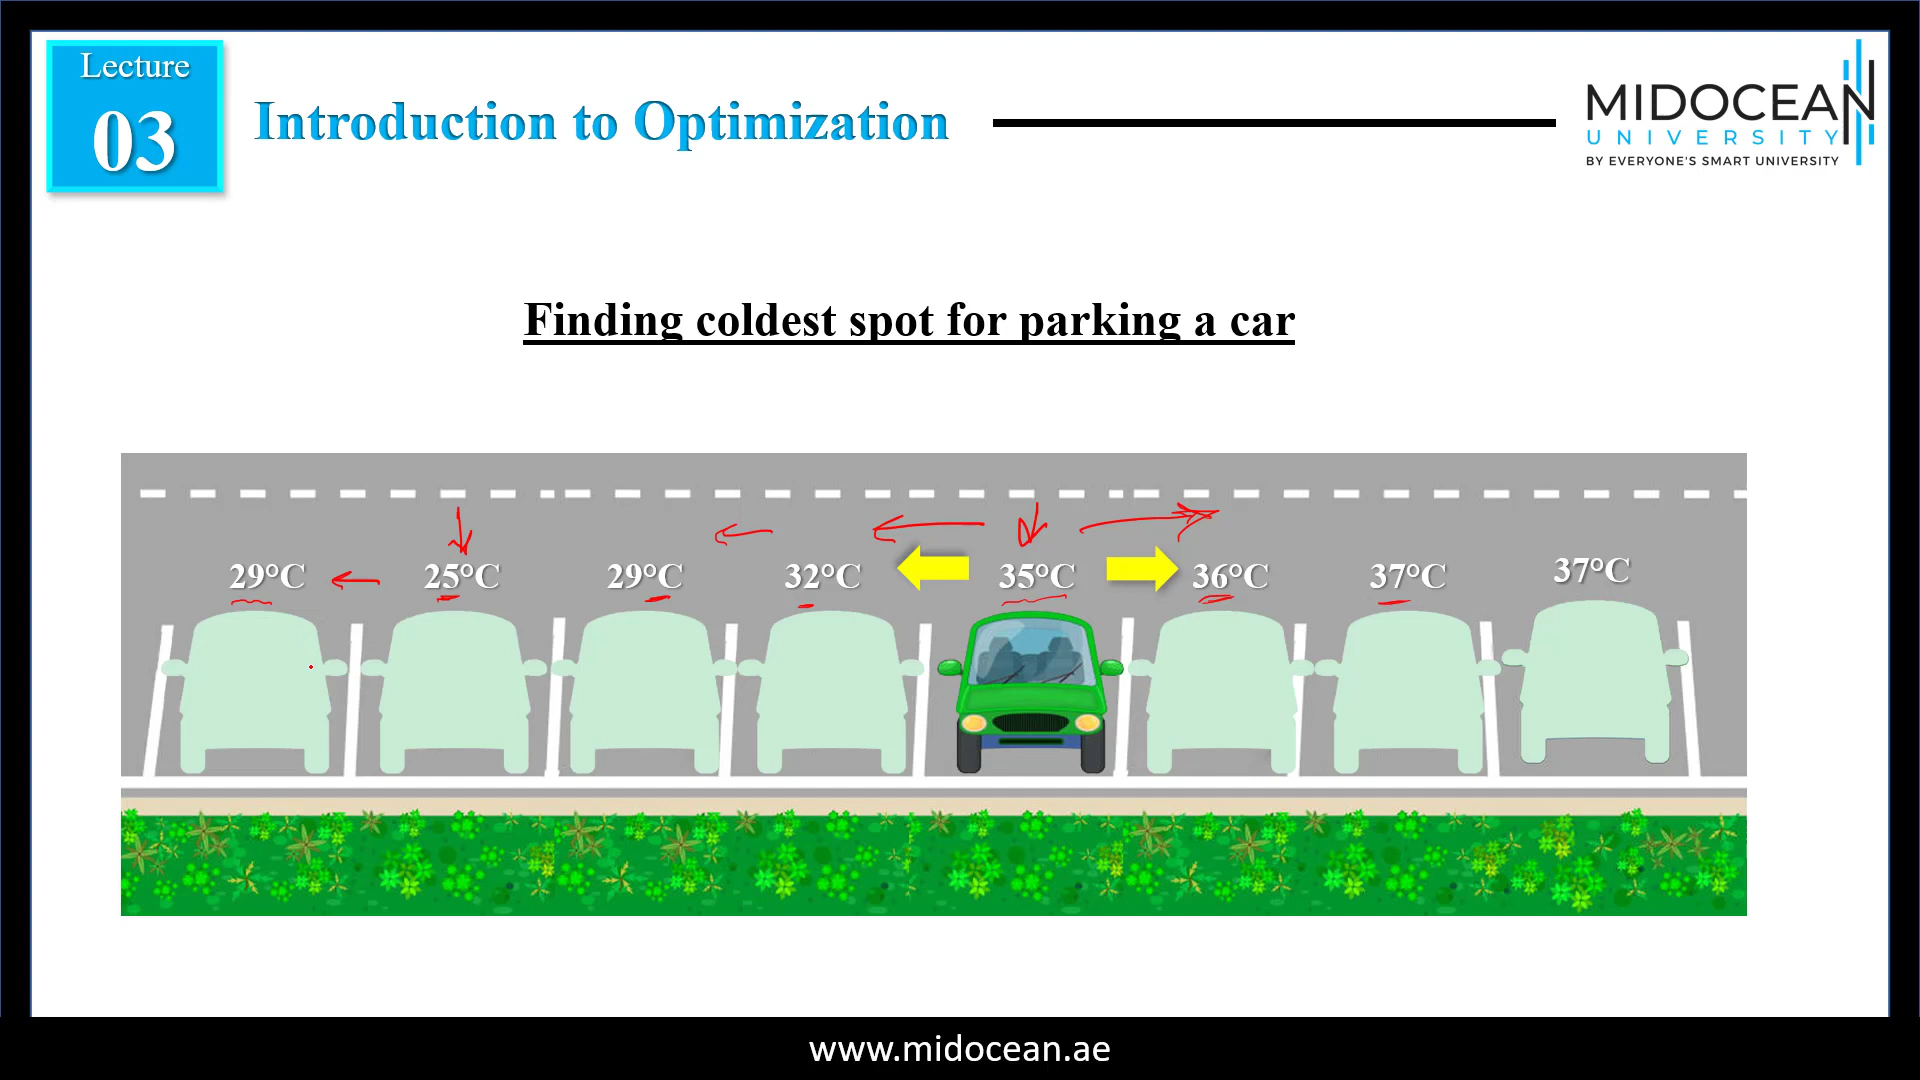 Lecture
03
Introduction to Optimization
MIDOCEAN
UNIVERSITY
BY EVERYONE'S SMART UNIVERSITY
Finding coldest spot for parking a car
29°C 25°C 29°C 32°C 35°C 36°C 37°C 37°C
www.midocean.ae